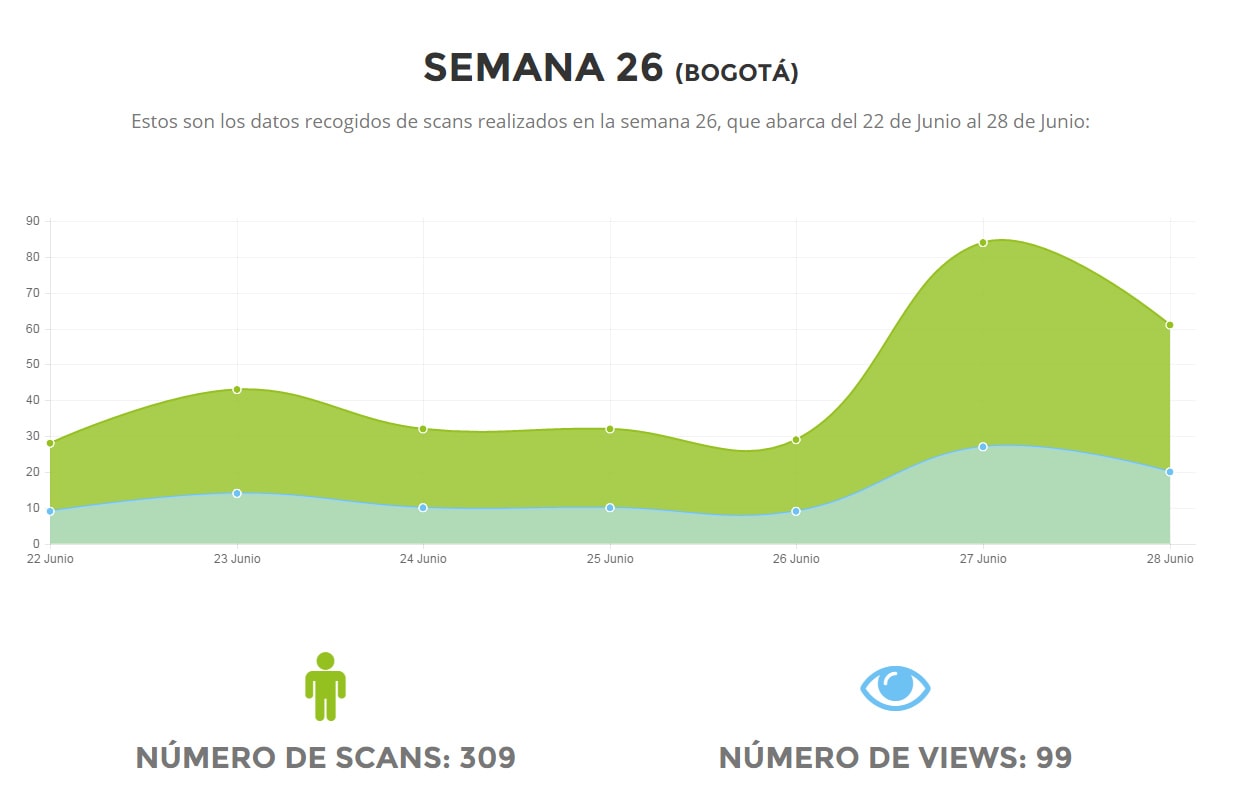 SEMANA 26 (BOGOTÁ)
Estos son los datos recogidos de scans realizados en la semana 26, que abarca del 22 de Junio al 28 de Junio:
90
80
70
60
50
40
30
20
10
0
22 Junio 23 Junio 24 Junio 25 Junio 26 Junio 27 Junio 28 Junio
NÚMERO DE SCANS: 309 NÚMERO DE VIEWS: 99